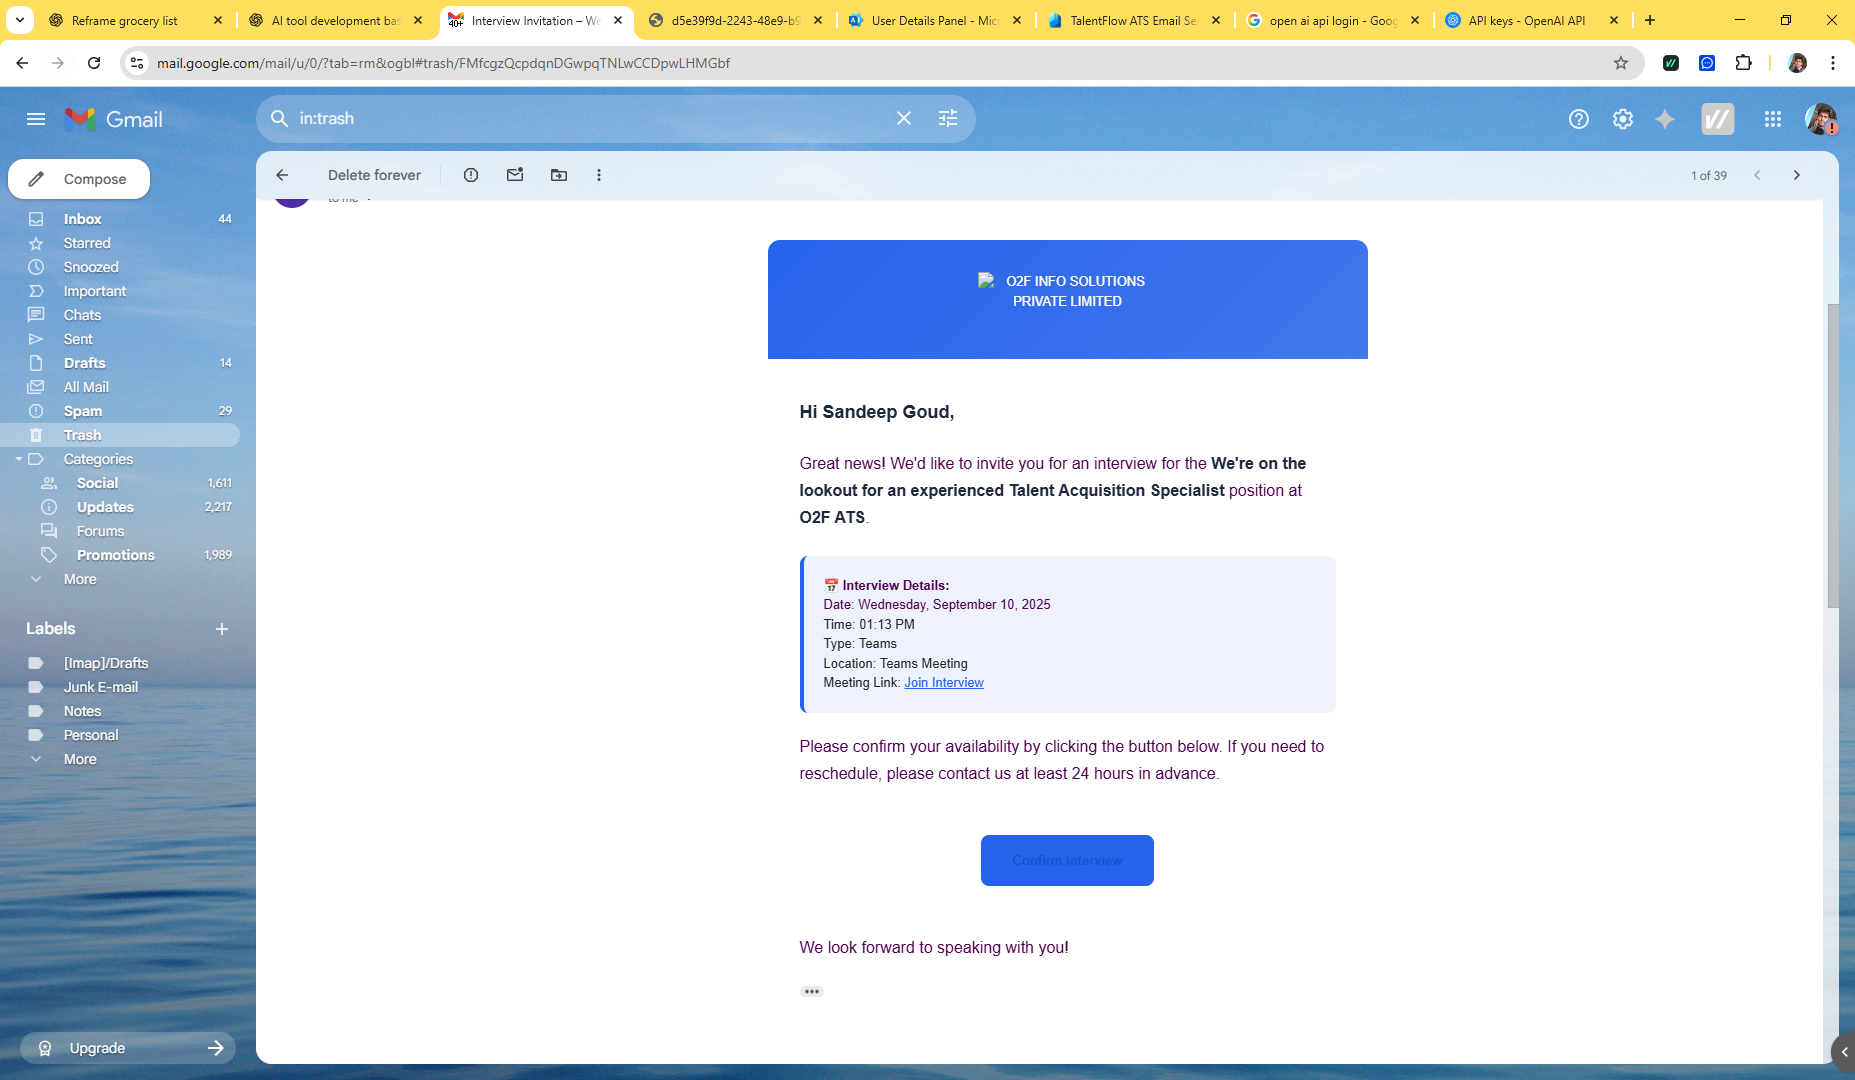 Reframe grocery list
AI tool development ba
40+
Interview Invitation – We
d5e39f9d-2243-48e9-b9
User Details Panel - Mic
TalentFlow ATS Email Se
open ai api login - Goog
API keys - OpenAI API
mail.google.com/mail/u/0/?tab=rm&ogbl#trash/FMfcgzQcpdqnDGwpqTNLwCCDpwLHMGbf
Gmail
in:trash
Compose
Delete forever
1 of 39
to me
Inbox 44
Starred
Snoozed
Important
Chats
Sent
Drafts 14
All Mail
Spam 29
Trash
Categories
Social 1,611
Updates 2,217
Forums
Promotions 1,989
More
Labels
[Imap]/Drafts
Junk E-mail
Notes
Personal
More
Upgrade
O2F INFO SOLUTIONS
PRIVATE LIMITED
Hi Sandeep Goud,
Great news! We'd like to invite you for an interview for the We're on the
lookout for an experienced Talent Acquisition Specialist position at
O2F ATS.
Interview Details:
Date: Wednesday, September 10, 2025
Time: 01:13 PM
Type: Teams
Location: Teams Meeting
Meeting Link: Join Interview
Please confirm your availability by clicking the button below. If you need to
reschedule, please contact us at least 24 hours in advance.
Confirm Interview
We look forward to speaking with you!